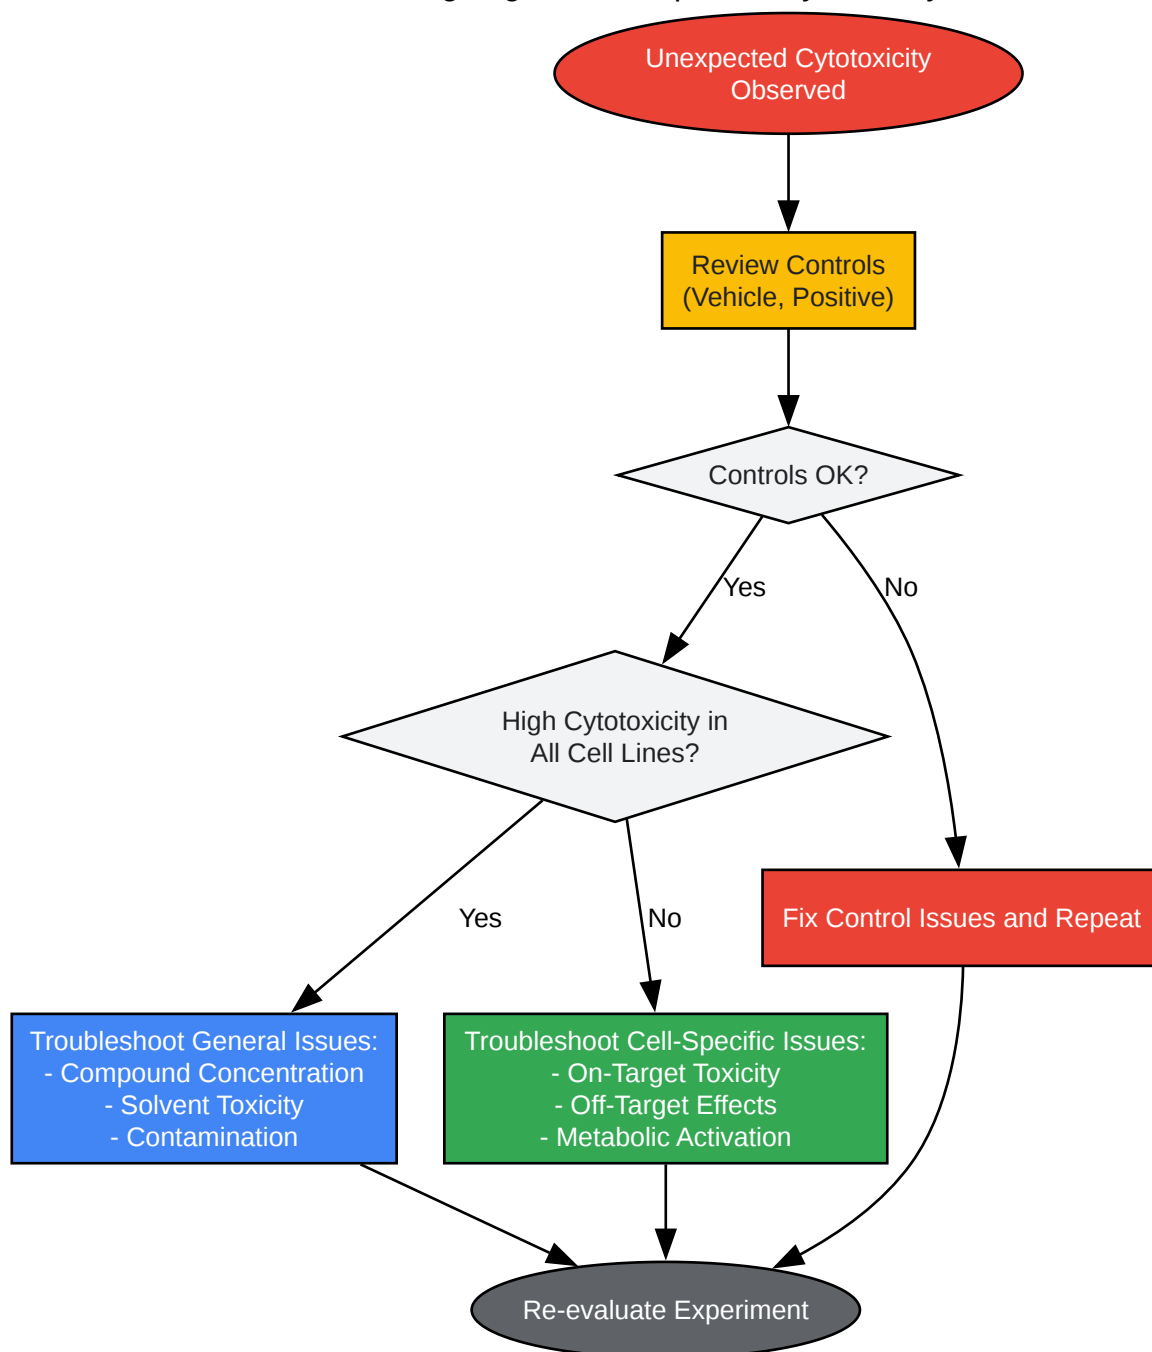 Unexpected Cytotoxicity
Observed
Review Controls
(Vehicle, Positive)
Controls OK?
Yes
No
High Cytotoxicity in
All Cell Lines?
Yes
No
Fix Control Issues and Repeat
Troubleshoot General Issues:
- Compound Concentration
- Solvent Toxicity
- Contamination
Troubleshoot Cell-Specific Issues:
- On-Target Toxicity
- Off-Target Effects
- Metabolic Activation
Re-evaluate Experiment